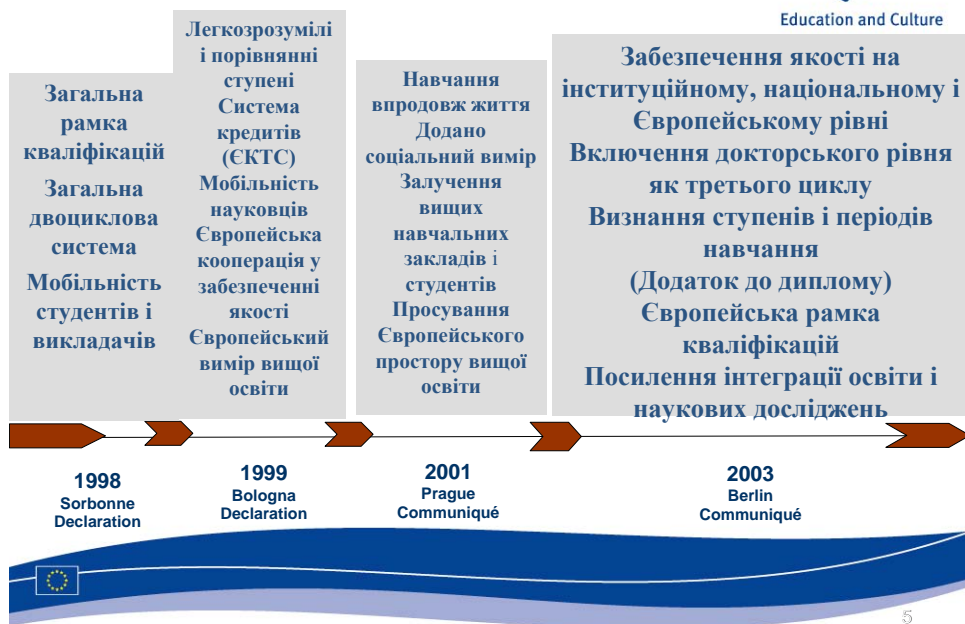 Education and Culture
Загальна
рамка
кваліфікацій
Загальна
двоциклова
система
Мобільність
студентів і
викладачів
Легкозрозумілі
і порівнянні
ступені
Система
кредитів
(ЄКТС)
Мобільність
науковців
Європейська
кооперація у
забезпеченні
якості
Європейський
вимір вищої
освіти
Навчання
впродовж життя
Додано
соціальний вимір
Залучення
вищих
навчальних
закладів і
студентів
Просування
Європейського
простору вищої
освіти
Забезпечення якості на
інституційному, національному і
Європейському рівні
Включення докторського рівня
як третього циклу
Визнання ступенів і періодів
навчання
(Додаток до диплому)
Європейська рамка
кваліфікацій
Посилення інтеграції освіти і
наукових досліджень
1998
Sorbonne
Declaration
1999
Bologna
Declaration
2001
Prague
Communiqué
2003
Berlin
Communiqué
5